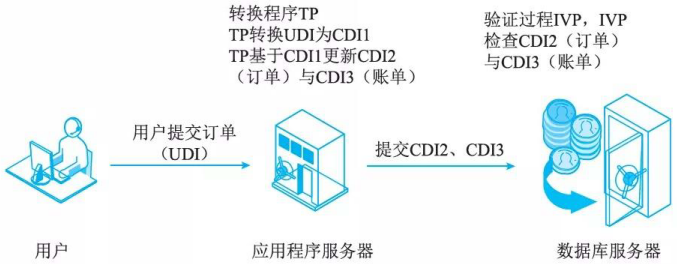 转换程序TP
TP转换UDI为CDI1
TP基于CDI1更新CDI2
（订单）与CDI3（账单）
验证过程IVP，IVP
检查CDI2（订单）
与CDI3（账单）
用户提交订单
（UDI）
提交CDI2、CDI3
用户
应用程序服务器
数据库服务器